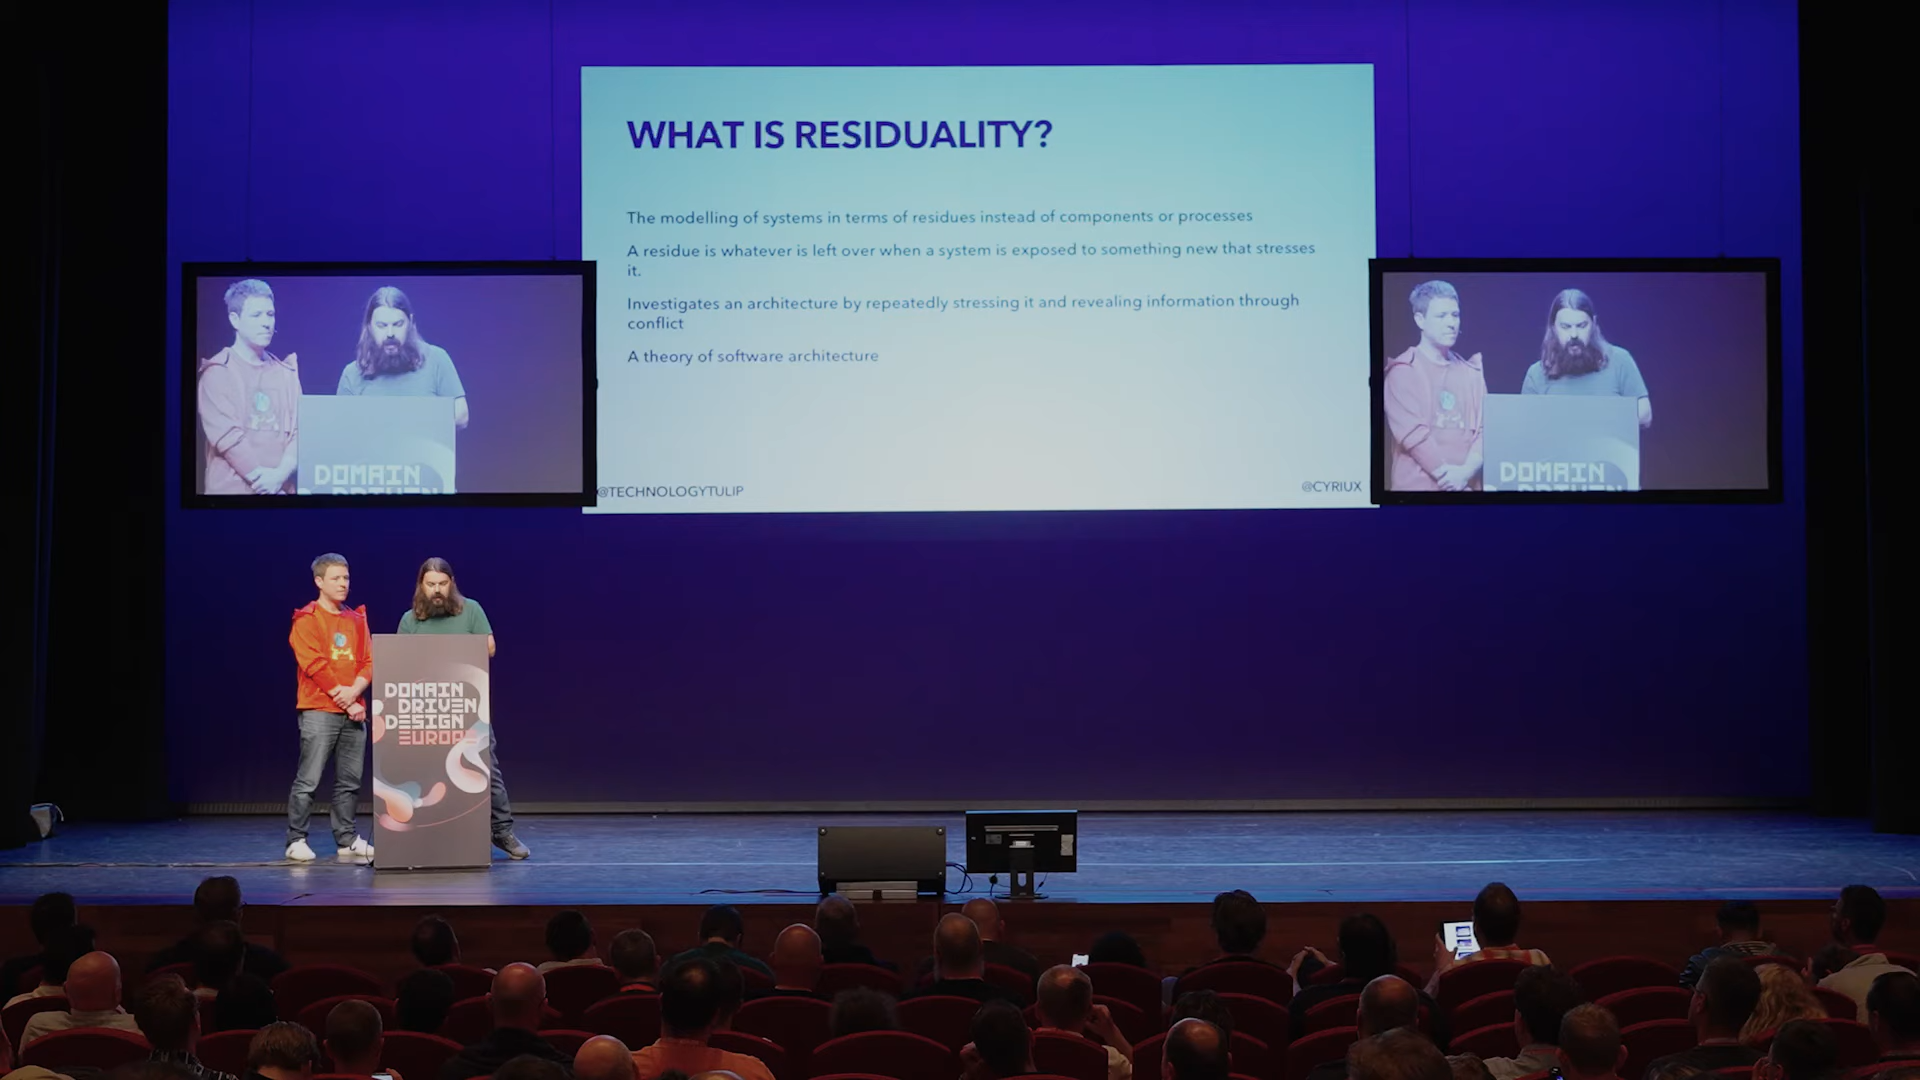 WHAT IS RESIDUALITY?
The modelling of systems in terms of residues instead of components or processes
A residue is whatever is left over when a system is exposed to something new that stresses
it.
Investigates an architecture by repeatedly stressing it and revealing information through
conflict
A theory of software architecture
@TECHNOLOGYTULIP
@CYRIUX
DOMAIN
DRIVEN
DOMAIN
DRIVEN
DOMAIN
DRIVEN
DESIGN
EUROPE